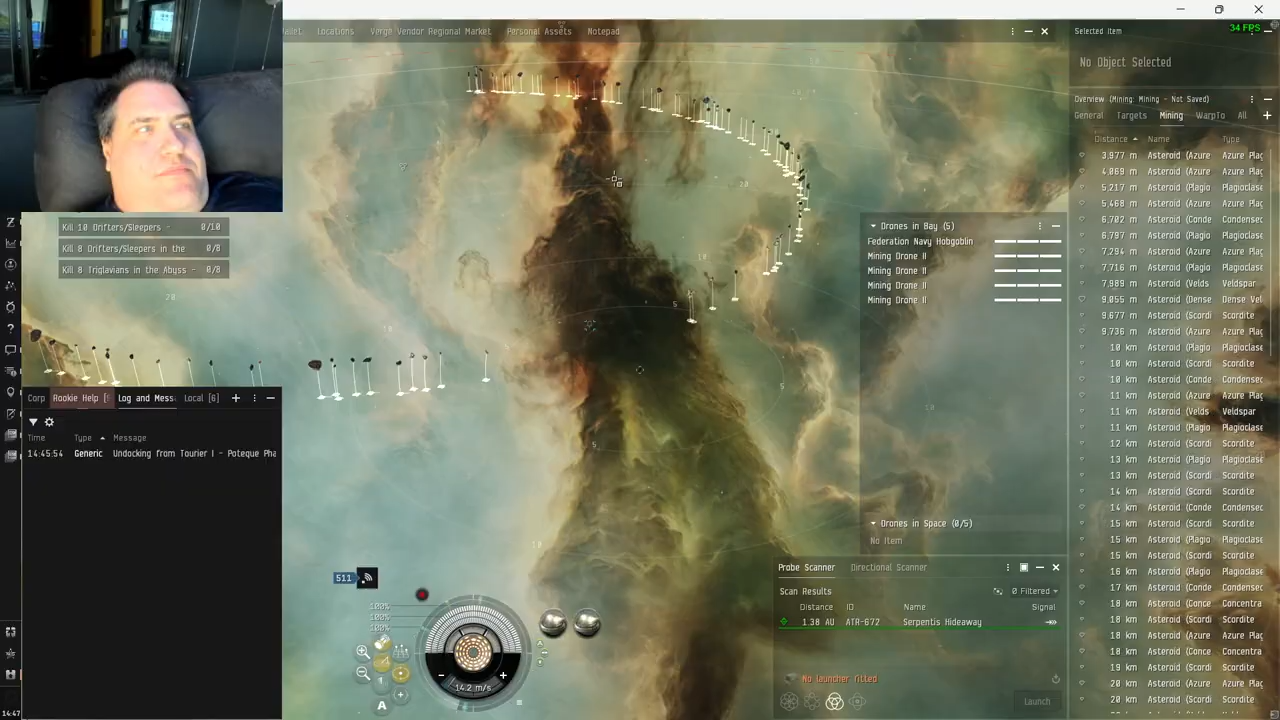 34 FPS
Locations
Verge Vendor Regional Market
Personal Assets
Notepad
Selected Item
No Object Selected
Overview (Mining: Mining - Not Saved)
General Targets Mining WarpTo All
Distance Name Type
3.977 m Asteroid (Azure Azure Plag
4.069 m Asteroid (Azure Azure Plag
5.217 m Asteroid (Plagio Plagioclase
5.468 m Asteroid (Azure Azure Plag
6.702 m Asteroid (Conde Condensed
6.797 m Asteroid (Plagio Plagioclase
7.294 m Asteroid (Azure Azure Plag
7.716 m Asteroid (Plagio Plagioclase
7.989 m Asteroid (Velds Veldspar
9.055 m Asteroid (Dense Dense Vel
9.677 m Asteroid (Scordi Scordite
9.736 m Asteroid (Azure Azure Plag
10 km Asteroid (Plagio Plagioclase
10 km Asteroid (Scordi Scordite
10 km Asteroid (Conde Condensed
11 km Asteroid (Azure Azure Plag
11 km Asteroid (Velds Veldspar
11 km Asteroid (Plagio Plagioclase
12 km Asteroid (Scordi Scordite
13 km Asteroid (Plagio Plagioclase
13 km Asteroid (Scordi Scordite
14 km Asteroid (Scordi Scordite
14 km Asteroid (Conde Condensed
15 km Asteroid (Scordi Scordite
15 km Asteroid (Plagio Plagioclase
15 km Asteroid (Scordi Scordite
16 km Asteroid (Plagio Plagioclase
17 km Asteroid (Conde Condensed
18 km Asteroid (Conce Concentra
18 km Asteroid (Scordi Scordite
18 km Asteroid (Azure Azure Plag
18 km Asteroid (Conce Concentra
19 km Asteroid (Scordi Scordite
20 km Asteroid (Azure Azure Plag
20 km Asteroid (Scordi Scordite
Kill 10 Drifters/Sleepers - 0/10
Kill 8 Drifters/Sleepers in the 0/8
Kill 8 Triglavians in the Abyss - 0/8
Drones in Bay (5)
Federation Navy Hobgoblin
Mining Drone II
Mining Drone II
Mining Drone II
Mining Drone II
Drones in Space (0/5)
No Item
Corp
Rookie Help
Log and Mess
Local [6]
Time Type Message
14:45:54 Generic Undocking from Tourier I - Poteque Pha
511
100%
100%
100%
14.2 m/s
Probe Scanner
Directional Scanner
Scan Results
0 Filtered
Distance ID Name Signal
1.38 AU ATR-672 Serpentis Hideaway
No launcher fitted
Launch
14:47